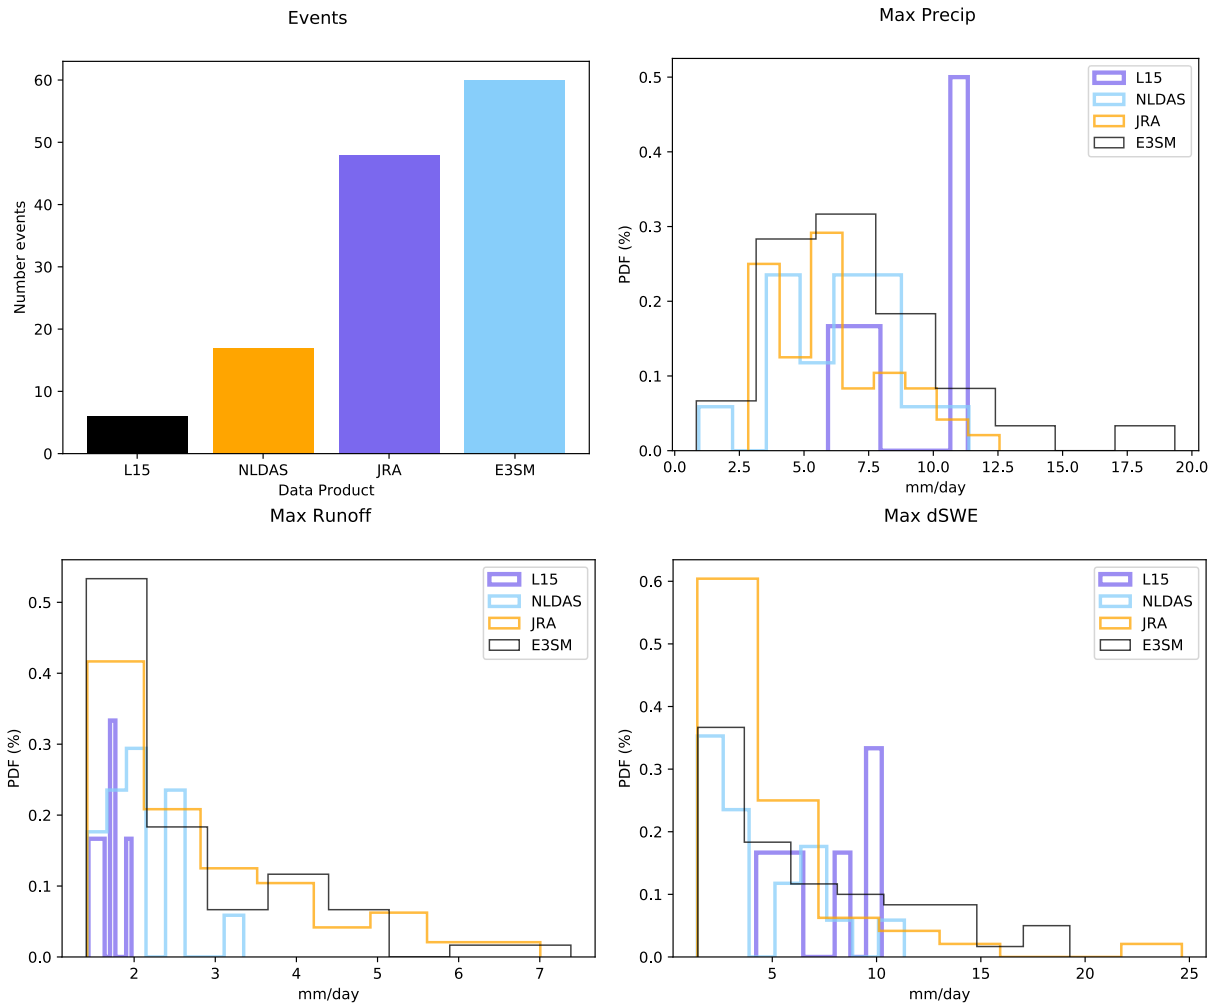 Events
Number events
60
50
40
30
20
10
0
L15 NLDAS JRA E3SM
Data Product
Max Precip
PDF (%)
0.5
0.4
0.3
0.2
0.1
0.0
0.0 2.5 5.0 7.5 10.0 12.5 15.0 17.5 20.0
mm/day
L15
NLDAS
JRA
E3SM
Max Runoff
PDF (%)
0.5
0.4
0.3
0.2
0.1
0.0
2 3 4 5 6 7
mm/day
L15
NLDAS
JRA
E3SM
Max dSWE
PDF (%)
0.6
0.5
0.4
0.3
0.2
0.1
0.0
5 10 15 20 25
mm/day
L15
NLDAS
JRA
E3SM